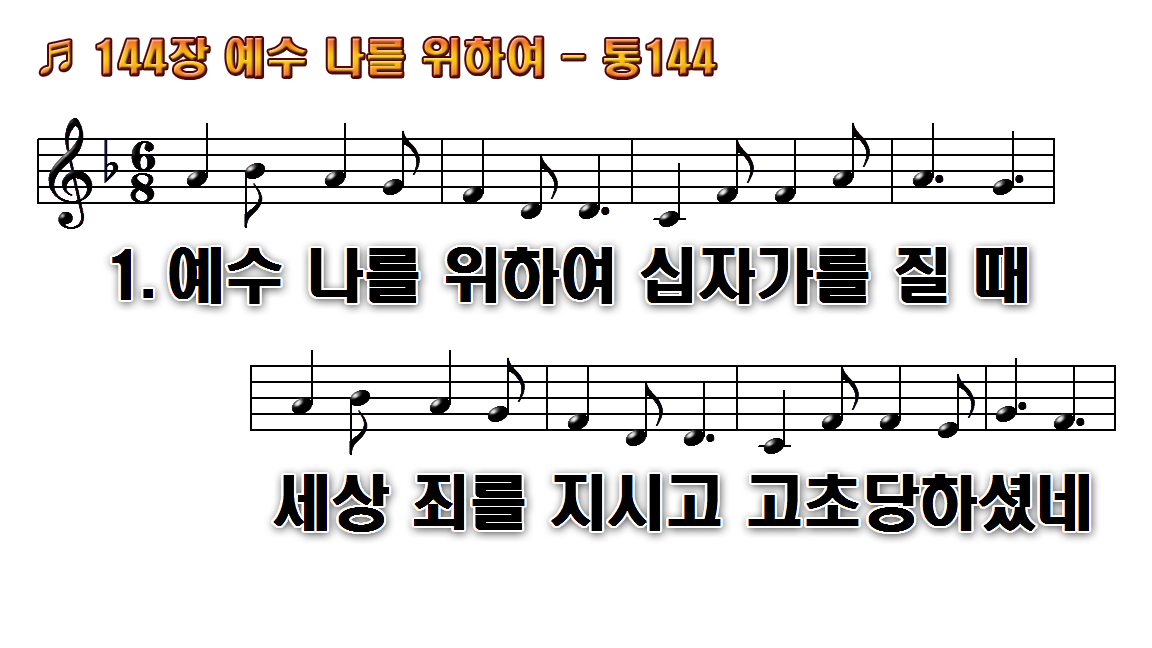 ♬ 144장 예수 나를 위하여 - 통144
6
8
1. 예수 나를 위하여 십자가를 질 때
세상 죄를 지시고 고초당하셨네